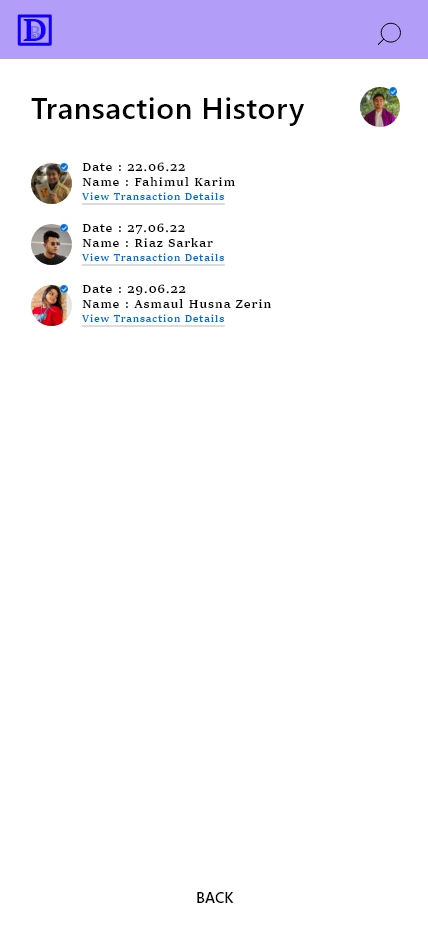 D
Transaction History
Date : 22.06.22
Name : Fahimul Karim
View Transaction Details
Date : 27.06.22
Name : Riaz Sarkar
View Transaction Details
Date : 29.06.22
Name : Asmaul Husna Zerin
View Transaction Details
BACK